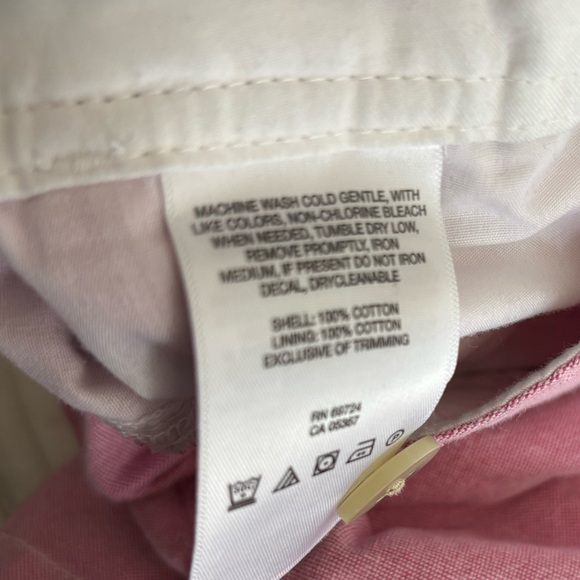 MACHINE WASH COLD GENTLE, WITH
LIKE COLORS, NON-CHLORINE BLEACH
WHEN NEEDED, TUMBLE DRY LOW,
REMOVE PROMPTLY, IRON
MEDIUM, IF PRESENT DO NOT IRON
DECAL, DRYCLEANABLE
SHELL: 100% COTTON
LINING: 100% COTTON
EXCLUSIVE OF TRIMMING
RN 66724
CA 05367